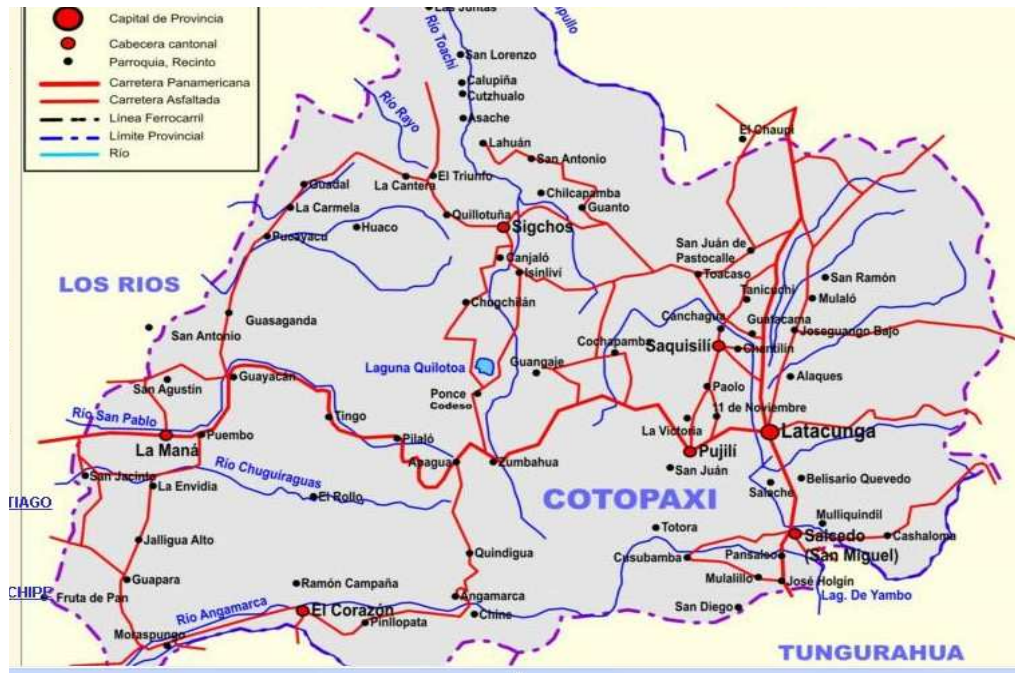 Capital de Provincia
Cabecera cantonal
Parroquia, Recinto
Carretera Panamericana
Carretera Asfaltada
Línea Ferrocarril
Límite Provincial
Río
Las Juntas
Río Toachi
San Lorenzo
Calupiña
Cutzhualo
Asache
Río Rayo
Lahuán
San Antonio
El Chaupi
Guadal
La Cantera
El Triunfo
Chilcapamba
Guanto
La Carmela
Quillotuña
Huaco
Sigchos
Pucayacu
Canjaló
Isinliví
San Juán de
Pastocalle
Toacaso
San Ramón
LOS RIOS
Tanicuchi
Mulaló
Chugchilán
San Antonio
Guasaganda
Canchagua
Guatacama
Joseguango Bajo
Cochapamba
Saquisilí
Chantilín
Laguna Quilotoa
Guangaje
San Agustín
Guayacán
Alaques
Ponce
Codeso
Paolo
Río San Pablo
Tingo
11 de Noviembre
La Victoria
Latacunga
La Maná
Puembo
Pilaló
Pujilí
Apagua
Zumbahua
San Juán
San Jacinto
Río Chuguiraguas
La Envidia
El Rollo
COTOPAXI
Salache
Belisario Quevedo
TIAGO
Mulliquindil
Totora
Jalligua Alto
Quindigua
Cusubamba
Pansaleo
Salcedo
(San Miguel)
Cashaloma
Guapara
Ramón Campaña
Mulalillo
José Holgín
CHIPE
Fruta de Pan
Río Angamarca
Angamarca
Lag. De Yambo
El Corazón
Chine
San Diego
Pinllopata
Moraspungo
TUNGURAHUA